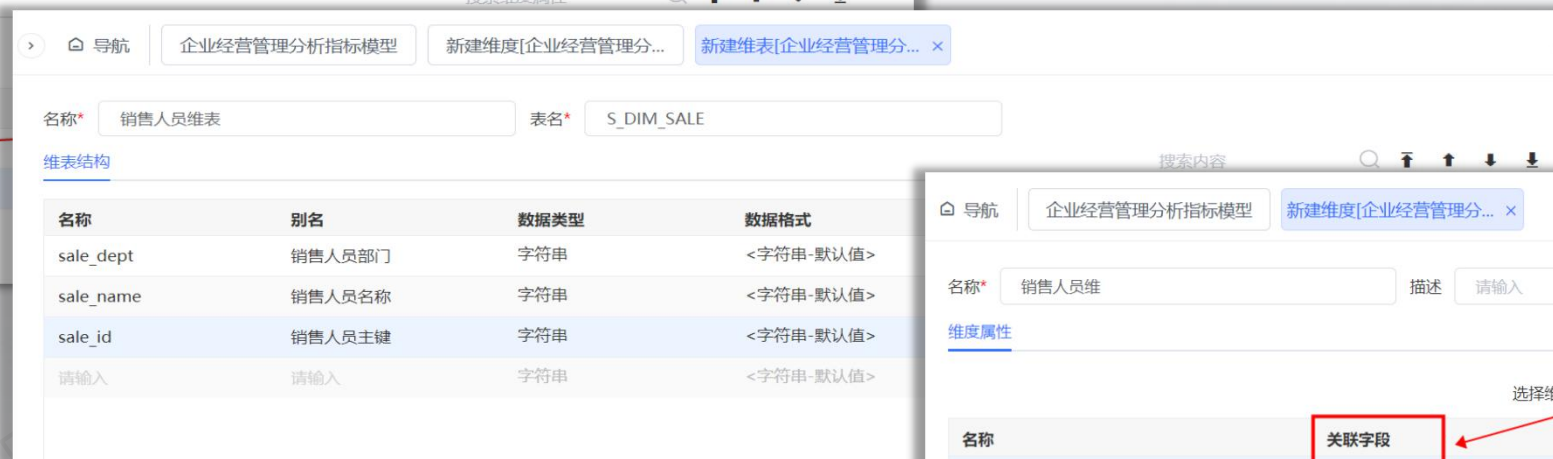 导航 企业经营管理分析指标模型 新建维度[企业经营管理分... 新建维表[企业经营管理分... ×
名称* 销售人员维表 表名* S_DIM_SALE
维表结构 搜索内容
名称 别名 数据类型 数据格式
sale_dept 销售人员部门 字符串 <字符串-默认值>
sale_name 销售人员名称 字符串 <字符串-默认值>
sale_id 销售人员主键 字符串 <字符串-默认值>
请输入 请输入 字符串 <字符串-默认值>
导航 企业经营管理分析指标模型 新建维度[企业经营管理分... ×
名称* 销售人员维 描述 请输入
维度属性
选择维
名称 关联字段